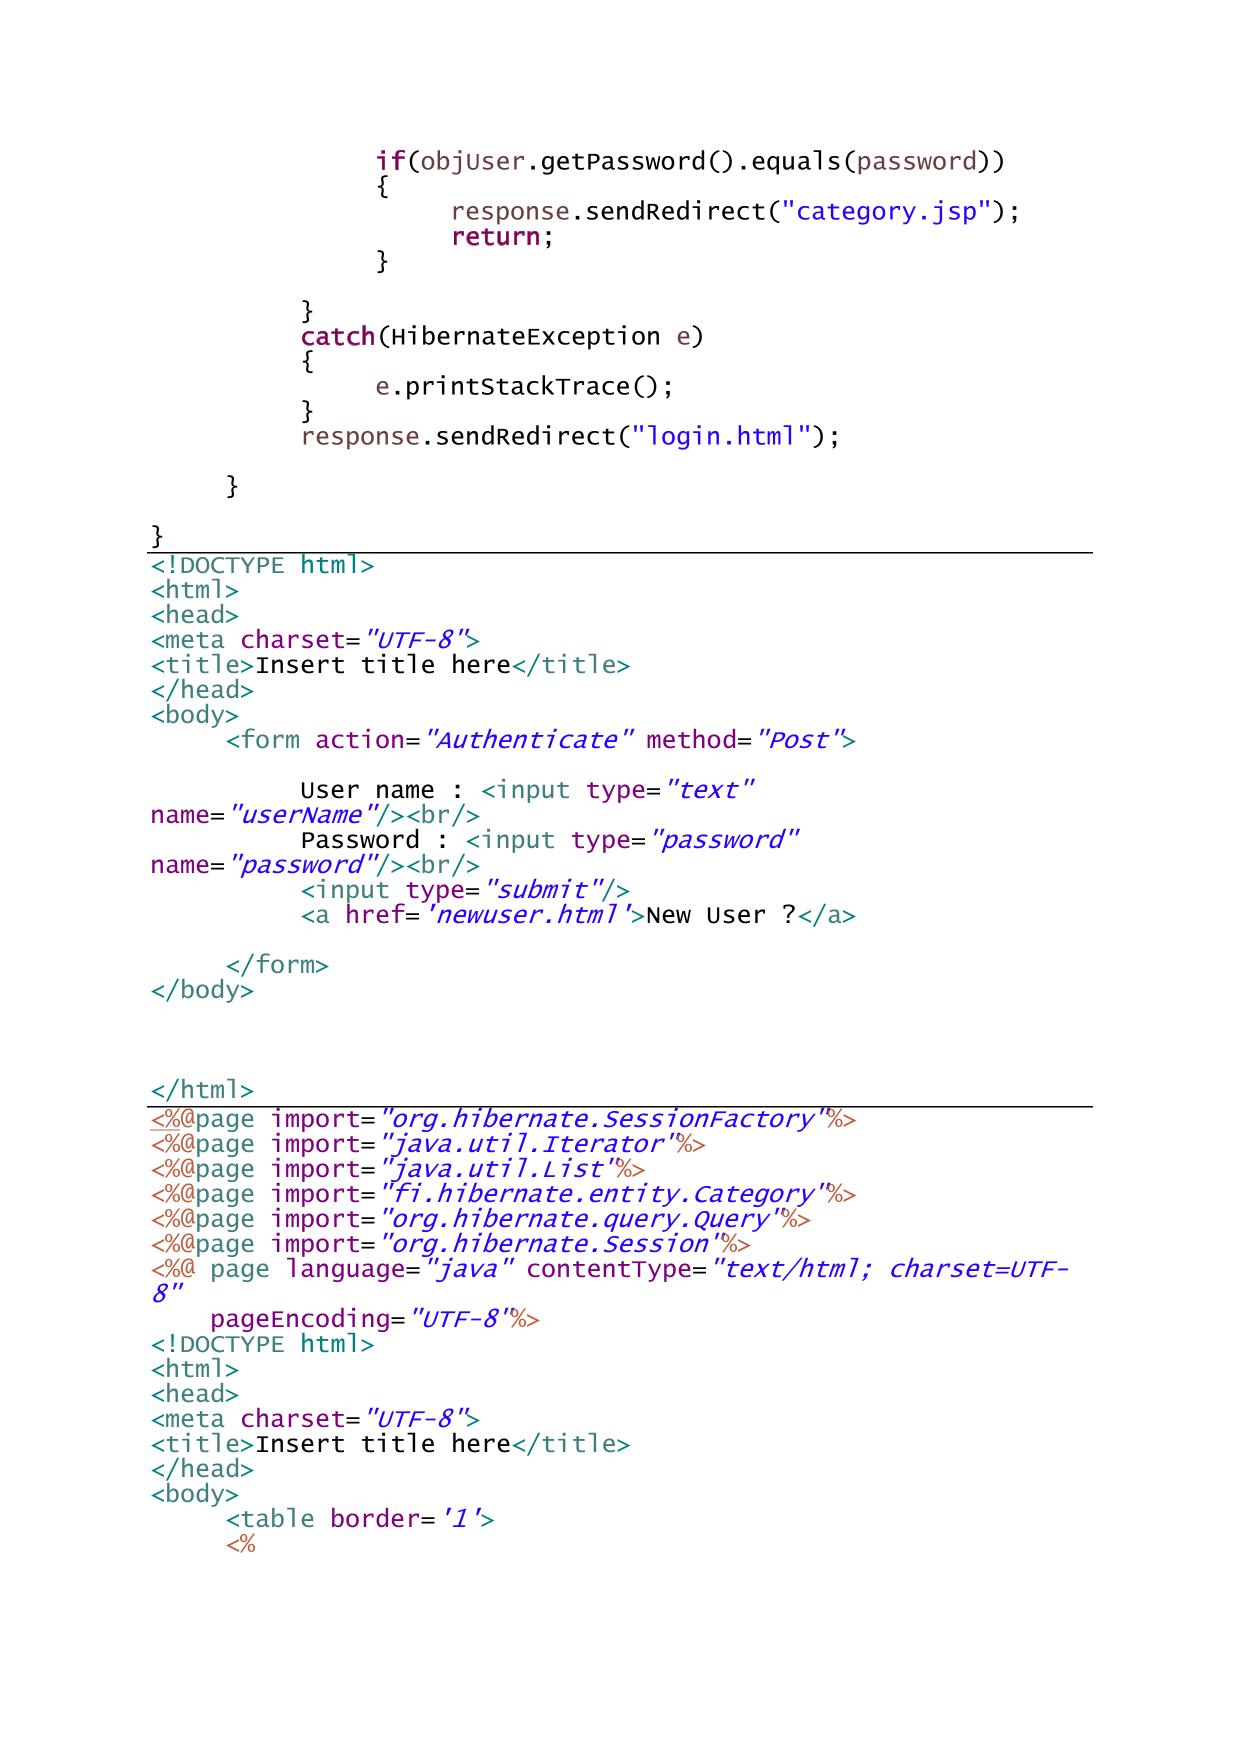 if(objUser.getPassword().equals(password))
{
response.sendRedirect("category.jsp");
return;
}
}
catch(HibernateException e)
{
e.printStackTrace();
}
response.sendRedirect("login.html");
}
}
<!DOCTYPE html>
<html>
<head>
<meta charset="UTF-8">
<title>Insert title here</title>
</head>
<body>
<form action="Authenticate" method="Post">
User name : <input type="text"
name="userName"/><br/>
Password : <input type="password"
name="password"/><br/>
<input type="submit"/>
<a href='newuser.html'>New User ?</a>
</form>
</body>
</html>
<%@page import="org.hibernate.SessionFactory"%>
<%@page import="java.util.Iterator"%>
<%@page import="java.util.List"%>
<%@page import="fi.hibernate.entity.Category"%>
<%@page import="org.hibernate.query.Query"%>
<%@page import="org.hibernate.Session"%>
<%@ page language="java" contentType="text/html; charset=UTF-
8"
pageEncoding="UTF-8"%>
<!DOCTYPE html>
<html>
<head>
<meta charset="UTF-8">
<title>Insert title here</title>
</head>
<body>
<table border='1'>
<%